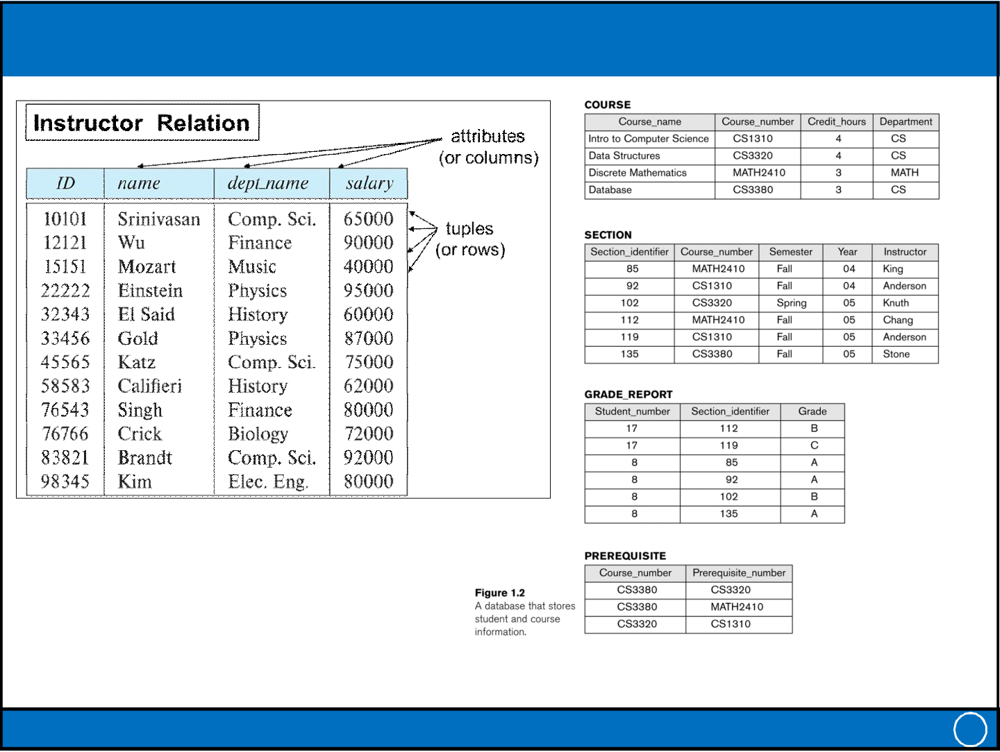 Instructor Relation
attributes
(or columns)
ID name dept_name salary
10101 Srinivasan Comp. Sci. 65000
12121 Wu Finance 90000
15151 Mozart Music 40000
22222 Einstein Physics 95000
32343 El Said History 60000
33456 Gold Physics 87000
45565 Katz Comp. Sci. 75000
58583 Califieri History 62000
76543 Singh Finance 80000
76766 Crick Biology 72000
83821 Brandt Comp. Sci. 92000
98345 Kim Elec. Eng. 80000
tuples
(or rows)
COURSE
Course_name Course_number Credit_hours Department
Intro to Computer Science CS1310 4 CS
Data Structures CS3320 4 CS
Discrete Mathematics MATH2410 3 MATH
Database CS3380 3 CS
SECTION
Section_identifier Course_number Semester Year Instructor
85 MATH2410 Fall 04 King
92 CS1310 Fall 04 Anderson
102 CS3320 Spring 05 Knuth
112 MATH2410 Fall 05 Chang
119 CS1310 Fall 05 Anderson
135 CS3380 Fall 05 Stone
GRADE_REPORT
Student_number Section_identifier Grade
17 112 B
17 119 C
8 85 A
8 92 A
8 102 B
8 135 A
PREREQUISITE
Course_number Prerequisite_number
CS3380 CS3320
CS3380 MATH2410
CS3320 CS1310
Figure 1.2
A database that stores
student and course
information.